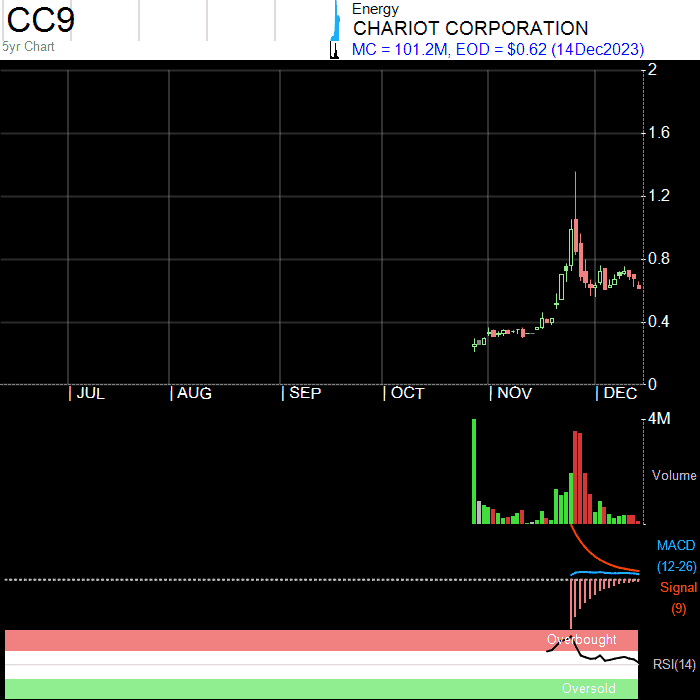 CC9
5yr Chart
Energy
CHARIOT CORPORATION
MC = 101.2M, EOD = $0.62 (14Dec2023)
2
1.6
1.2
0.8
0.4
0
JUL AUG SEP OCT NOV DEC
4M
Volume
MACD
(12-26)
Signal
(9)
Overbought
RSI(14)
Oversold